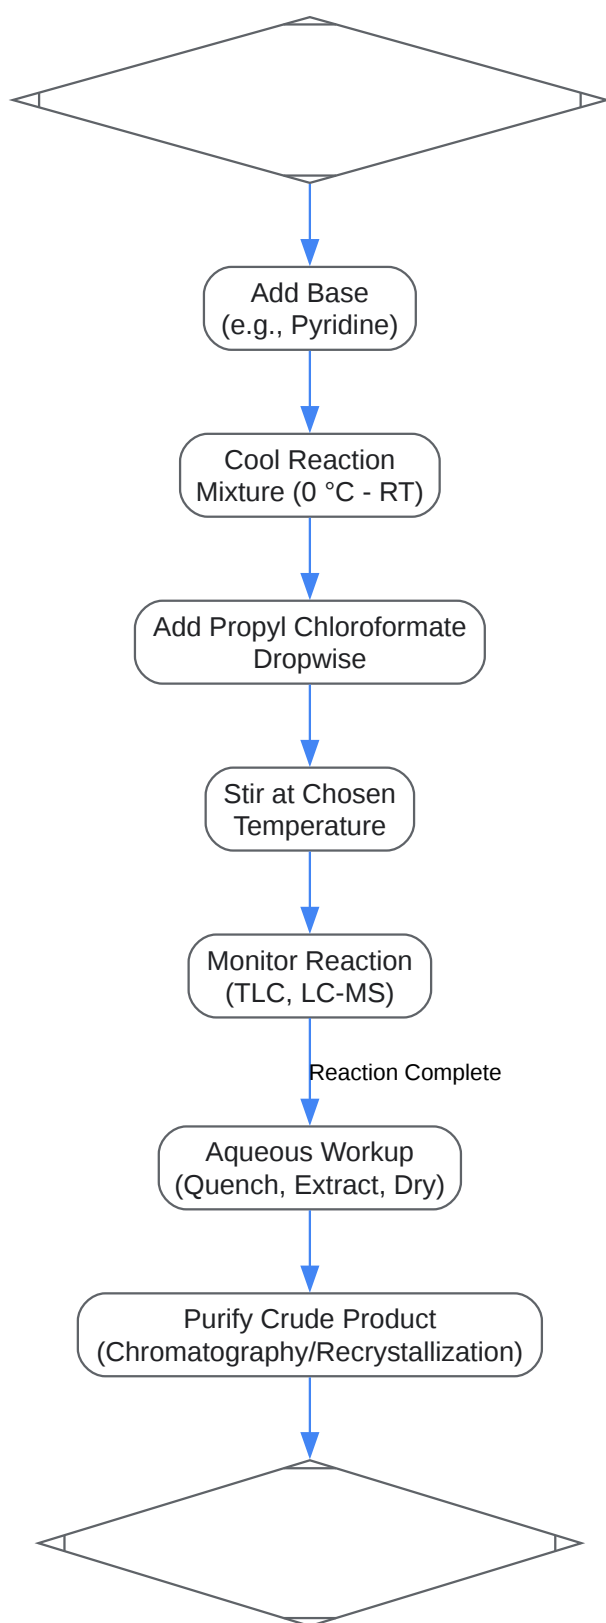 Add Base
(e.g., Pyridine)
Cool Reaction
Mixture (0 °C - RT)
Add Propyl Chloroformate
Dropwise
Stir at Chosen
Temperature
Monitor Reaction
(TLC, LC-MS)
Reaction Complete
Aqueous Workup
(Quench, Extract, Dry)
Purify Crude Product
(Chromatography/Recrystallization)